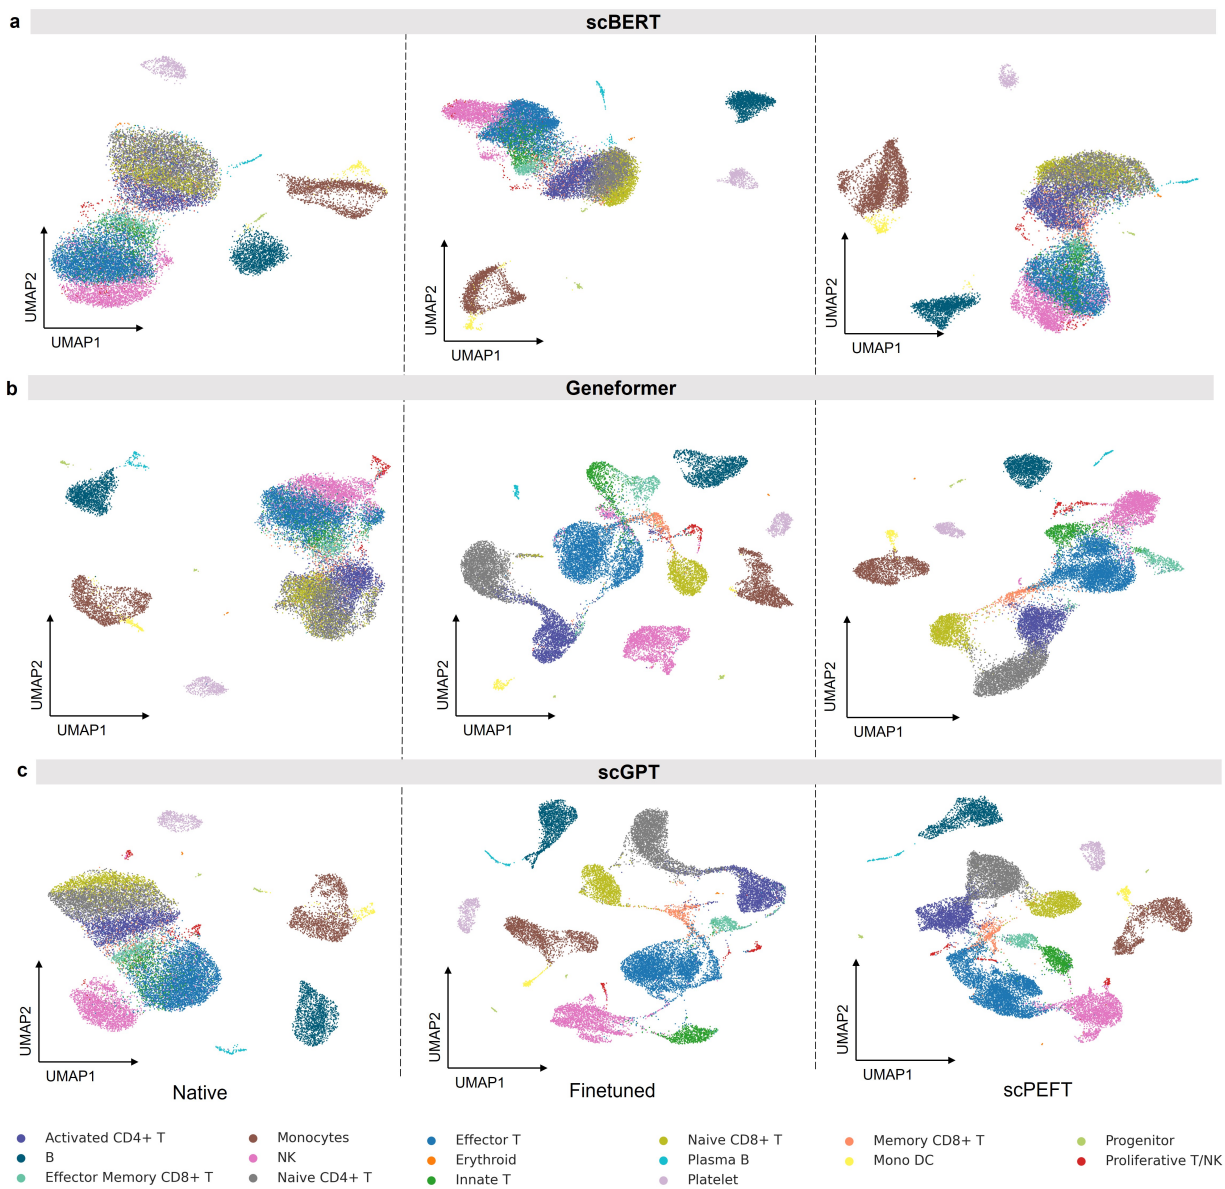 a
scBERT
UMAP2
UMAP1
UMAP2
UMAP1
UMAP2
UMAP1
b
Geneformer
UMAP2
UMAP1
UMAP2
UMAP1
UMAP2
UMAP1
c
scGPT
UMAP2
UMAP1
UMAP2
UMAP1
UMAP2
UMAP1
Native
Finetuned
scPEFT
Activated CD4+ T
B
Effector Memory CD8+ T
Monocytes
NK
Naive CD4+ T
Effector T
Erythroid
Innate T
Naive CD8+ T
Plasma B
Platelet
Memory CD8+ T
Mono DC
Progenitor
Proliferative T/NK